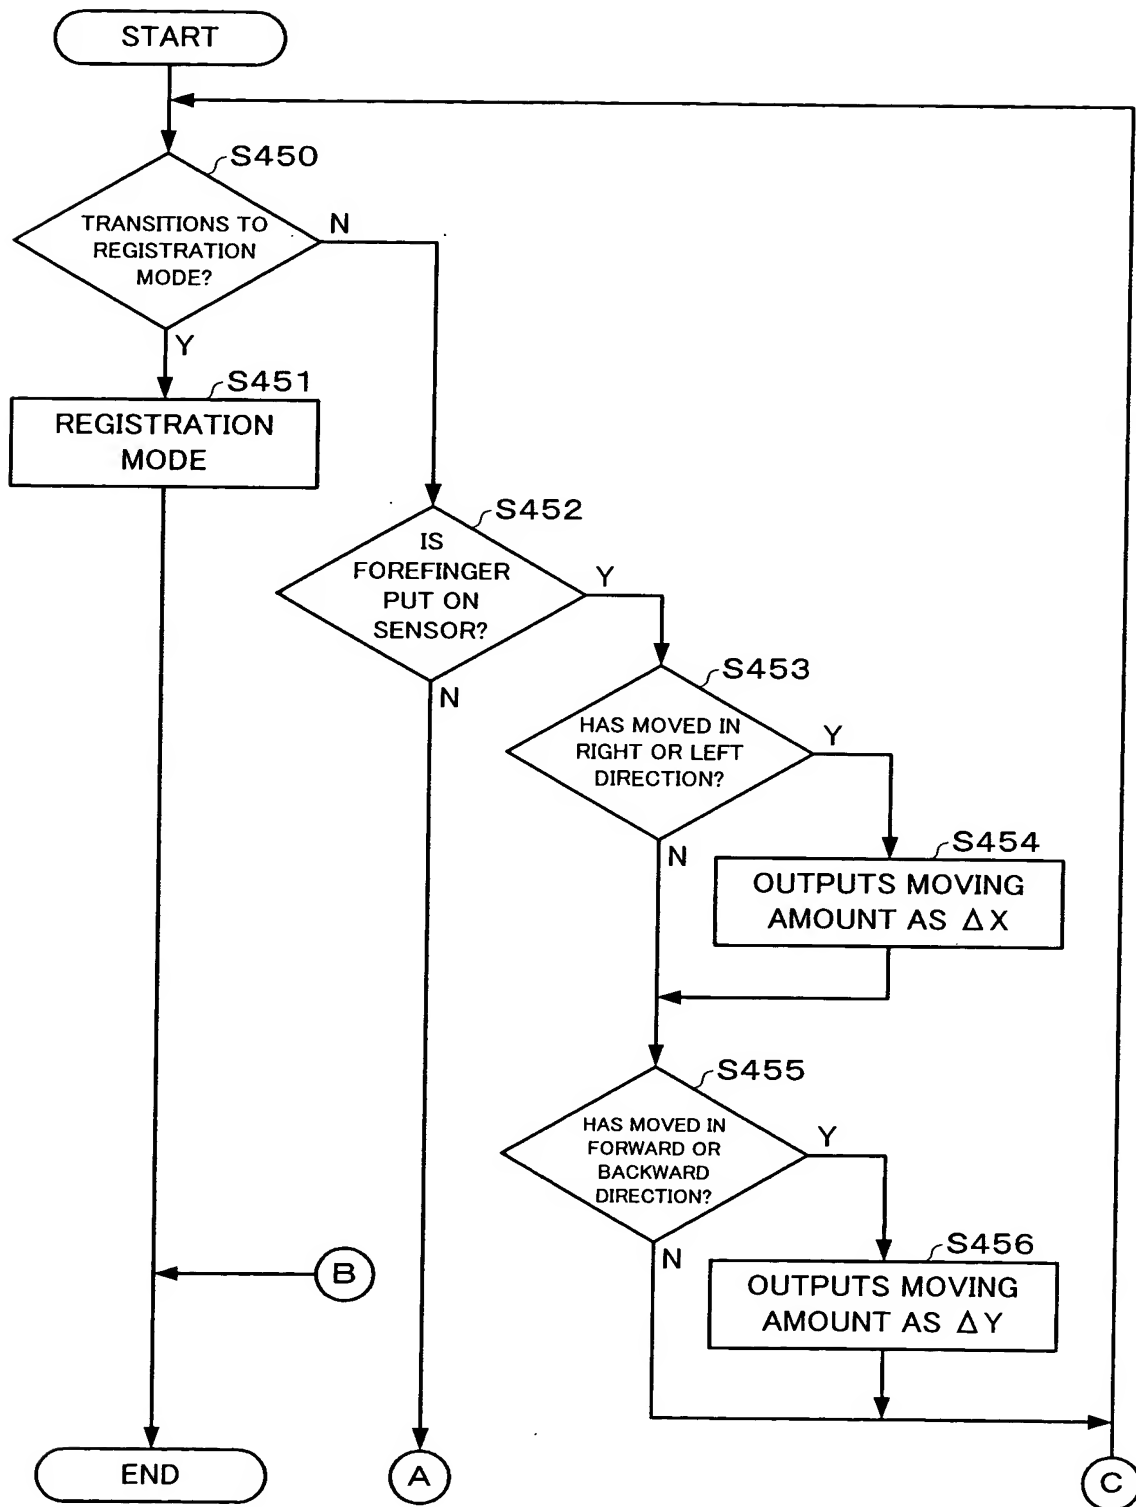 START
S450
TRANSITIONS TO
REGISTRATION
MODE?
N
Y
S451
REGISTRATION
MODE
S452
IS
FOREFINGER
PUT ON
SENSOR?
Y
N
S453
HAS MOVED IN
RIGHT OR LEFT
DIRECTION?
Y
N
S454
OUTPUTS MOVING
AMOUNT AS ΔX
S455
HAS MOVED IN
FORWARD OR
BACKWARD
DIRECTION?
Y
N
S456
OUTPUTS MOVING
AMOUNT AS ΔY
B
END
A
C